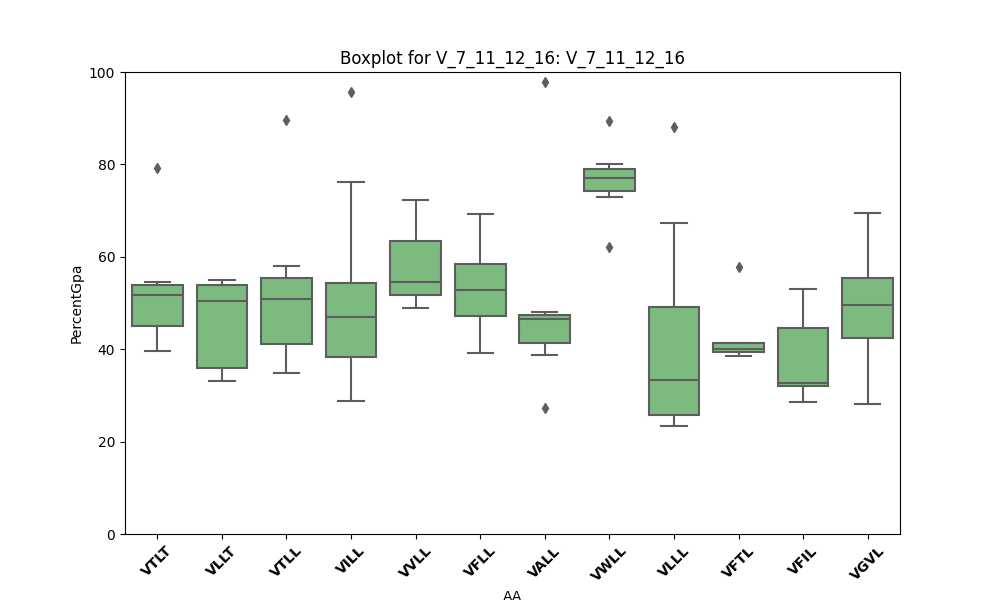 Boxplot for V_7_11_12_16: V_7_11_12_16
100
80
60
40
20
0
PercentGpa
VTLT VLLT VTLL VILL VVLL VFLL VALL VWLL VLLL VFTL VFIL VGVL
AA